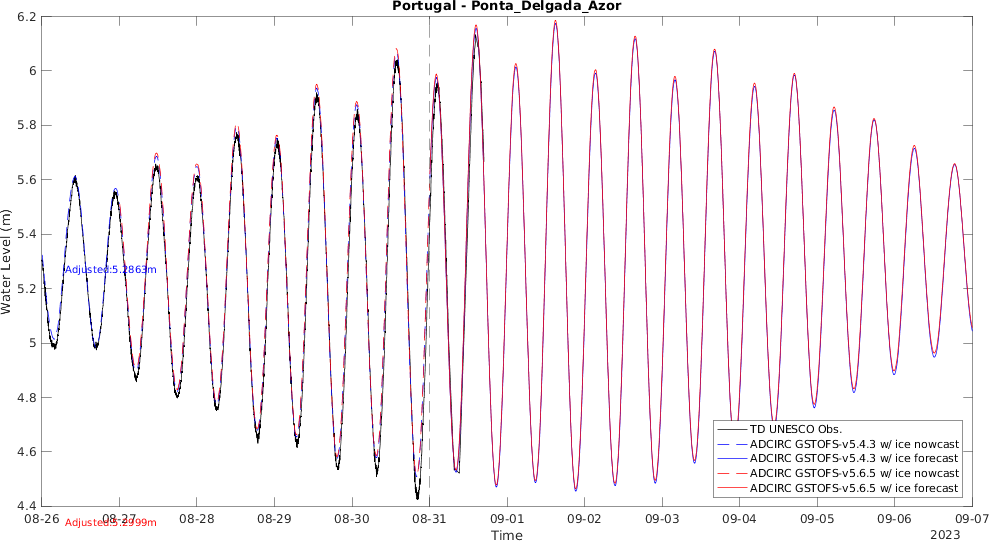 Portugal - Ponta_Delgada_Azor
6.2
6
5.8
5.6
5.4
5.2
5
4.8
4.6
4.4
Water Level (m)
Adjusted:5.2863m
TD UNESCO Obs.
ADCIRC GSTOFS-v5.4.3 w/ ice nowcast
ADCIRC GSTOFS-v5.4.3 w/ ice forecast
ADCIRC GSTOFS-v5.6.5 w/ ice nowcast
ADCIRC GSTOFS-v5.6.5 w/ ice forecast
08-26 08-27 08-28 08-29 08-30 08-31 09-01 09-02 09-03 09-04 09-05 09-06 09-07
Adjusted:5.2999m
Time
2023